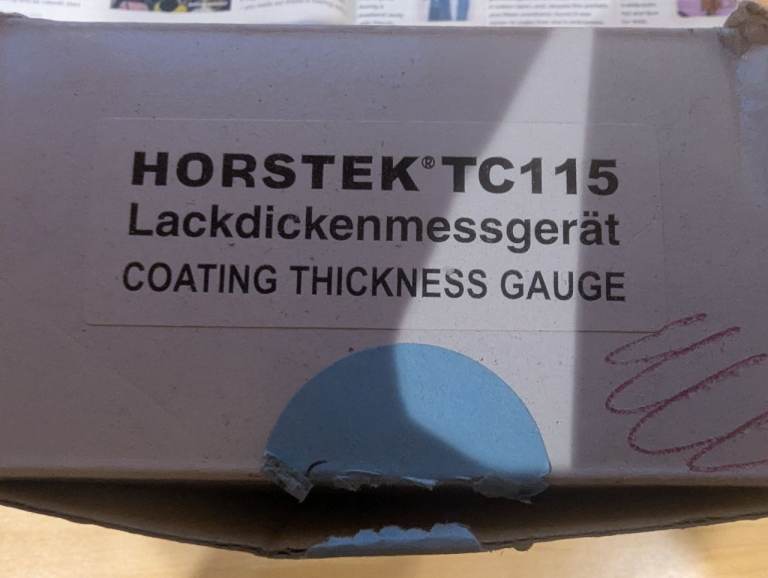 HORSTEK® TC115
Lackdickenmessgerät
COATING THICKNESS GAUGE